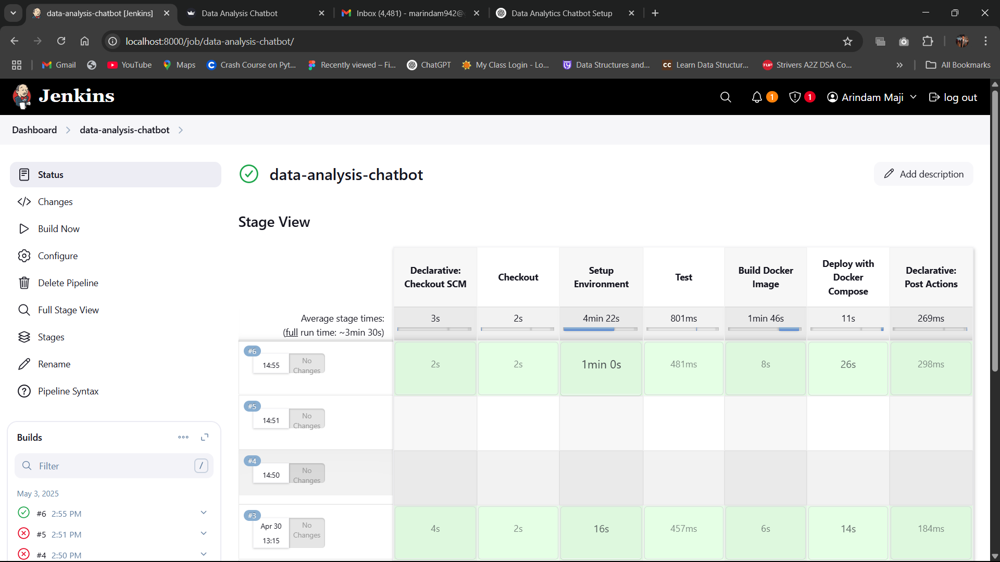 data-analysis-chatbot [Jenkins]
Data Analysis Chatbot
Inbox (4,481) - marindam942@
Data Analytics Chatbot Setup
localhost:8000/job/data-analysis-chatbot/
Gmail
YouTube
Maps
Crash Course on Pyt...
Recently viewed – Fi...
ChatGPT
My Class Login - Lo...
Data Structures and...
CC Learn Data Structur...
TUF Strivers A2Z DSA Co...
All Bookmarks
Jenkins
1
1
Arindam Maji
log out
Dashboard
data-analysis-chatbot
Status
Changes
Build Now
Configure
Delete Pipeline
Full Stage View
Stages
Rename
Pipeline Syntax
Builds
Filter
/
May 3, 2025
#6 2:55 PM
#5 2:51 PM
#4 2:50 PM
data-analysis-chatbot
Add description
Stage View
Declarative: Checkout SCM
Checkout
Setup Environment
Test
Build Docker Image
Deploy with Docker Compose
Declarative: Post Actions
Average stage times:
(full run time: ~3min 30s)
3s
2s
4min 22s
801ms
1min 46s
11s
269ms
#6
14:55
No Changes
2s
2s
1min 0s
481ms
8s
26s
298ms
#5
14:51
No Changes
#4
14:50
No Changes
#3
Apr 30
13:15
No Changes
4s
2s
16s
457ms
6s
14s
184ms